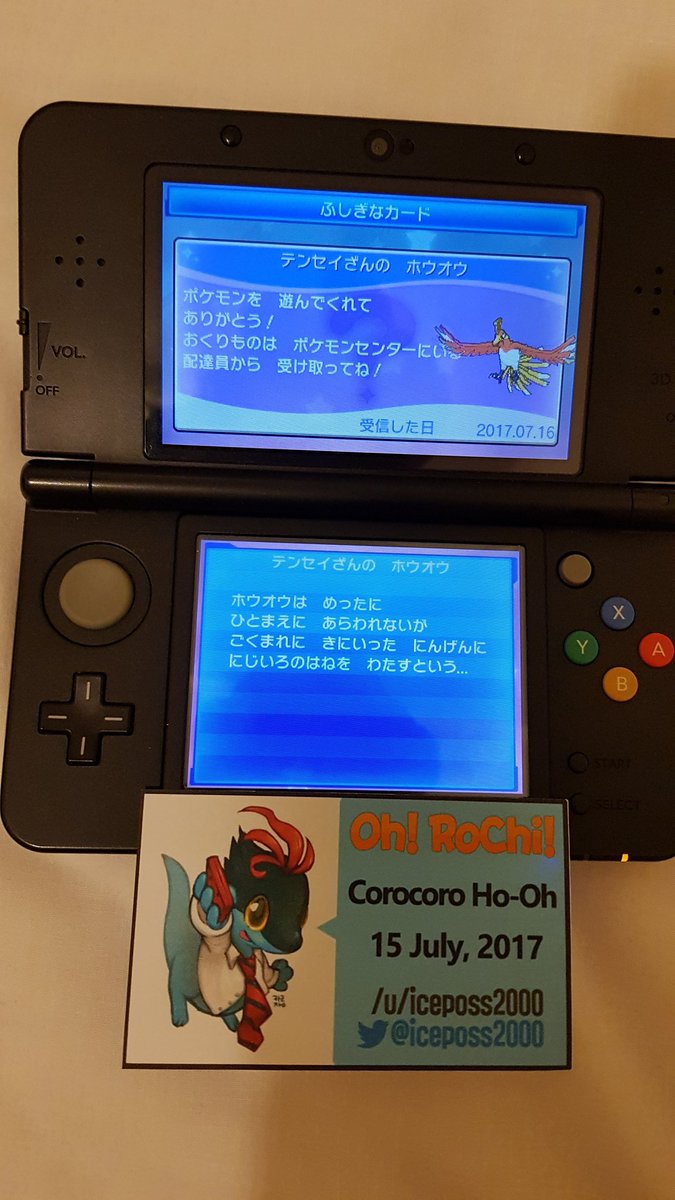 ふしぎなカード
テンセイざんの ホウオウ
ポケモンを 遊んでくれて
ありがとう!
おくりものは ポケモンセンターにいる
配達員から 受け取ってね!
受信した日 2017.07.16
VOL.
OFF
3D
テンセイざんの ホウオウ
ホウオウは めったに
ひとまえに あらわれないが
ごくまれに きにいった にんげんに
にじいろのはねを わたすという…
X
Y
A
B
START
SELECT
Oh! RoChi!
Corocoro Ho-Oh
15 July, 2017
/u/iceposs2000
@iceposs2000